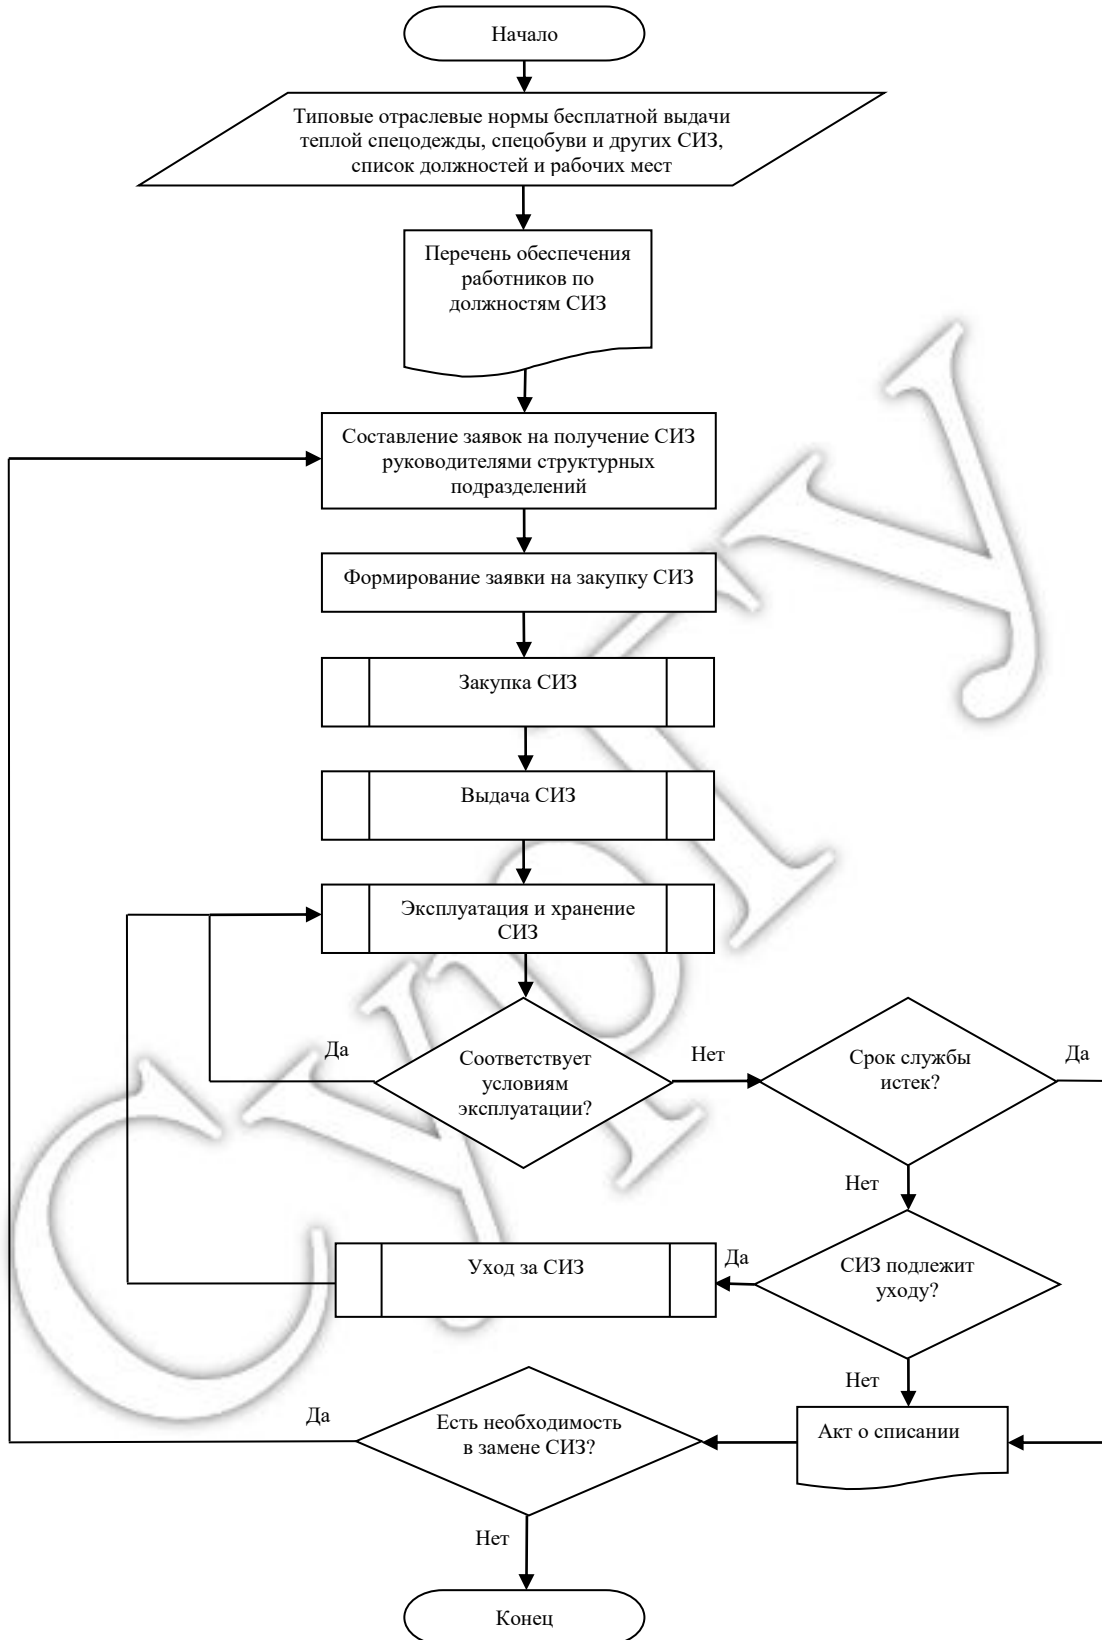 Начало
Типовые отраслевые нормы бесплатной выдачи
теплой спецодежды, спецобуви и других СИЗ,
список должностей и рабочих мест
Перечень обеспечения
работников по
должностям СИЗ
Составление заявок на получение СИЗ
руководителями структурных
подразделений
Формирование заявки на закупку СИЗ
Закупка СИЗ
Выдача СИЗ
Эксплуатация и хранение
СИЗ
Да
Соответствует
условиям
эксплуатации?
Нет
Срок службы
истек?
Да
Нет
СИЗ подлежит
уходу?
Да
Уход за СИЗ
Нет
Акт о списании
Есть необходимость
в замене СИЗ?
Да
Нет
Конец
СурГУ